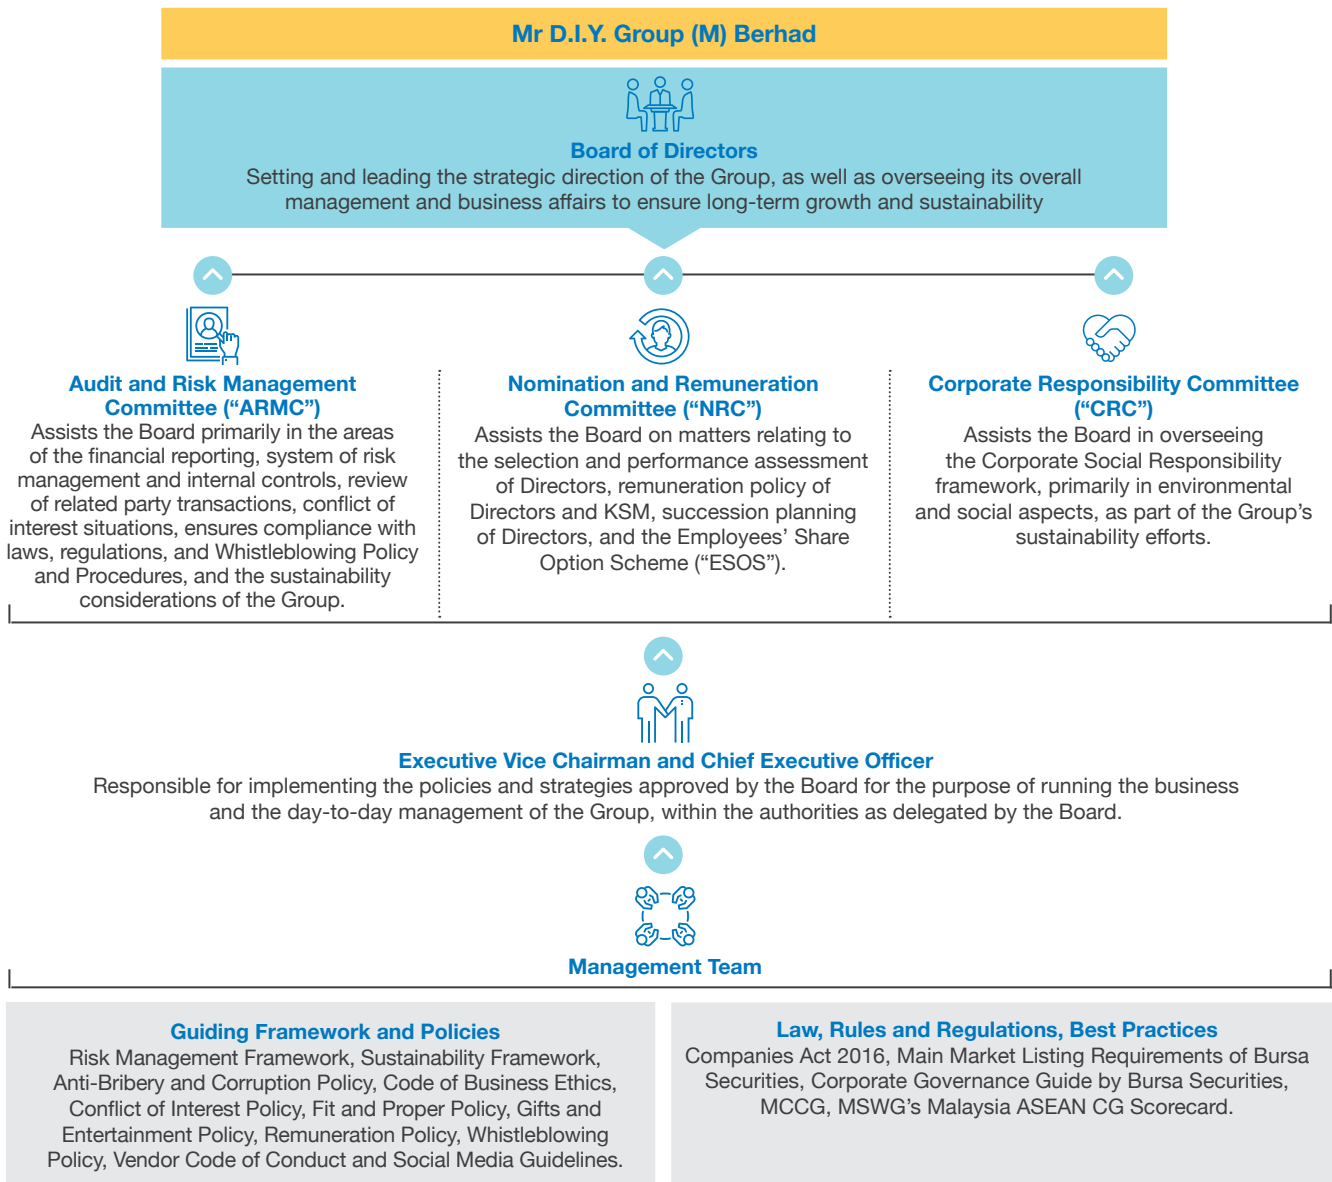 Mr D.I.Y. Group (M) Berhad
Board of Directors
Setting and leading the strategic direction of the Group, as well as overseeing its overall
management and business affairs to ensure long-term growth and sustainability
Audit and Risk Management
Committee (“ARMC”)
Assists the Board primarily in the areas
of the financial reporting, system of risk
management and internal controls, review
of related party transactions, conflict of
interest situations, ensures compliance with
laws, regulations, and Whistleblowing Policy
and Procedures, and the sustainability
considerations of the Group.
Nomination and Remuneration
Committee (“NRC”)
Assists the Board on matters relating to
the selection and performance assessment
of Directors, remuneration policy of
Directors and KSM, succession planning
of Directors, and the Employees’ Share
Option Scheme (“ESOS”).
Corporate Responsibility Committee
(“CRC”)
Assists the Board in overseeing
the Corporate Social Responsibility
framework, primarily in environmental
and social aspects, as part of the Group’s
sustainability efforts.
Executive Vice Chairman and Chief Executive Officer
Responsible for implementing the policies and strategies approved by the Board for the purpose of running the business
and the day-to-day management of the Group, within the authorities as delegated by the Board.
Management Team
Guiding Framework and Policies
Risk Management Framework, Sustainability Framework,
Anti-Bribery and Corruption Policy, Code of Business Ethics,
Conflict of Interest Policy, Fit and Proper Policy, Gifts and
Entertainment Policy, Remuneration Policy, Whistleblowing
Policy, Vendor Code of Conduct and Social Media Guidelines.
Law, Rules and Regulations, Best Practices
Companies Act 2016, Main Market Listing Requirements of Bursa
Securities, Corporate Governance Guide by Bursa Securities,
MCCG, MSWG’s Malaysia ASEAN CG Scorecard.